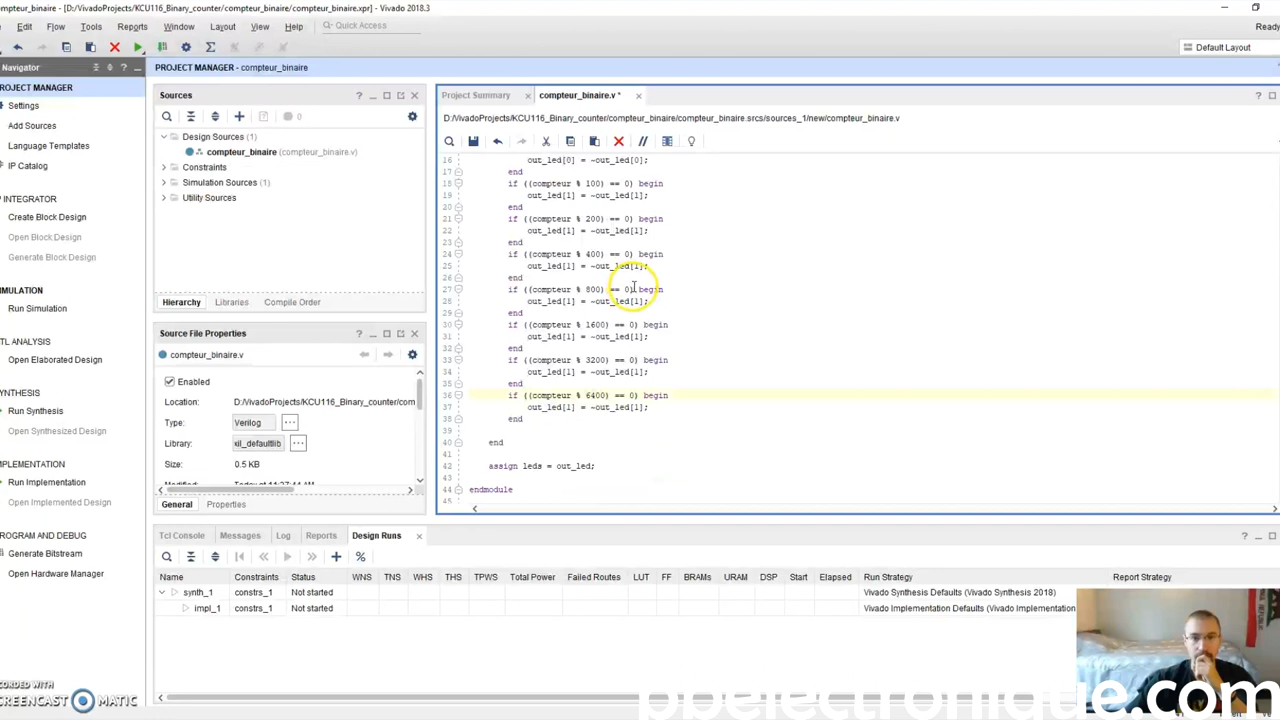 compteur_binaire - [D:/VivadoProjects/KCU116_Binary_counter/compteur_binaire/compteur_binaire.xpr] - Vivado 2018.3
Edit Flow Tools Reports Window Layout View Help Quick Access
Ready
Default Layout
Navigator
PROJECT MANAGER - compteur_binaire
ROJECT MANAGER
Settings
Add Sources
Language Templates
IP Catalog
INTEGRATOR
Create Block Design
Open Block Design
Generate Block Design
SIMULATION
Run Simulation
TL ANALYSIS
Open Elaborated Design
SYNTHESIS
Run Synthesis
Open Synthesized Design
IMPLEMENTATION
Run Implementation
Open Implemented Design
ROGRAM AND DEBUG
Generate Bitstream
Open Hardware Manager
Sources
0
Design Sources (1)
compteur_binaire (compteur_binaire.v)
Constraints
Simulation Sources (1)
Utility Sources
Hierarchy Libraries Compile Order
Source File Properties
compteur_binaire.v
Enabled
Location: D:/VivadoProjects/KCU116_Binary_counter/com
Type: Verilog
Library: xil_defaultlib
Size: 0.5 KB
General Properties
Project Summary compteur_binaire.v *
D:/VivadoProjects/KCU116_Binary_counter/compteur_binaire/compteur_binaire.srcs/sources_1/new/compteur_binaire.v
16 out_led[0] = ~out_led[0];
17 end
18 if ((compteur % 100) == 0) begin
19 out_led[1] = ~out_led[1];
20 end
21 if ((compteur % 200) == 0) begin
22 out_led[1] = ~out_led[1];
23 end
24 if ((compteur % 400) == 0) begin
25 out_led[1] = ~out_led[1];
26 end
27 if ((compteur % 800) == 0) begin
28 out_led[1] = ~out_led[1];
29 end
30 if ((compteur % 1600) == 0) begin
31 out_led[1] = ~out_led[1];
32 end
33 if ((compteur % 3200) == 0) begin
34 out_led[1] = ~out_led[1];
35 end
36 if ((compteur % 6400) == 0) begin
37 out_led[1] = ~out_led[1];
38 end
39
40 end
41
42 assign leds = out_led;
43
44 endmodule
45
Tcl Console Messages Log Reports Design Runs
Name Constraints Status WNS TNS WHS THS TPWS Total Power Failed Routes LUT FF BRAMs URAM DSP Start Elapsed Run Strategy Report Strategy
synth_1 constrs_1 Not started Vivado Synthesis Defaults (Vivado Synthesis 2018)
impl_1 constrs_1 Not started Vivado Implementation Defaults (Vivado Implementation
CORDED WITH
SCREENCAST MATIC
ppelectronique.com